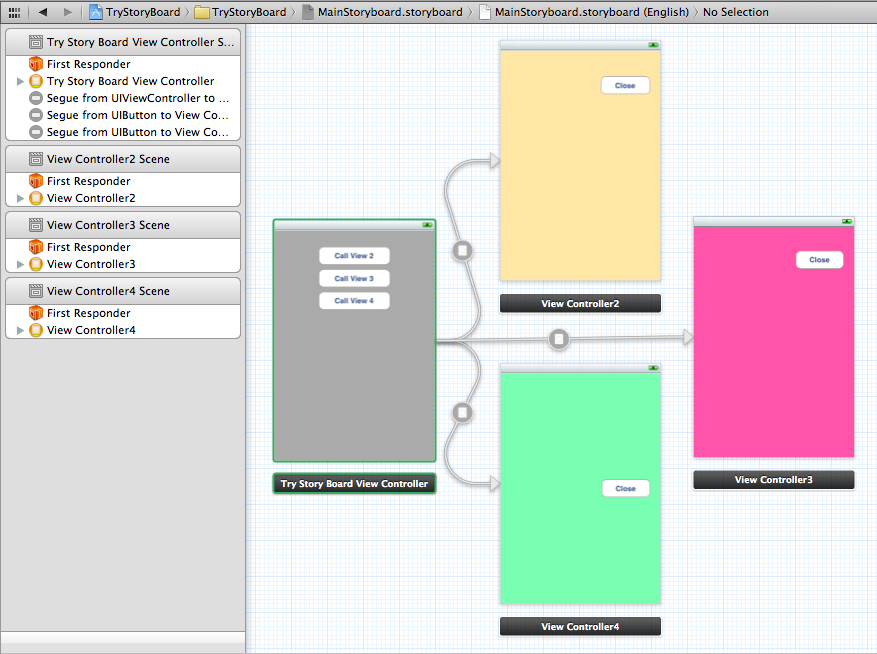 TryStoryBoard TryStoryBoard MainStoryboard.storyboard MainStoryboard.storyboard (English) No Selection
Try Story Board View Controller S...
First Responder
Try Story Board View Controller
Segue from UIViewController to ...
Segue from UIButton to View Co...
Segue from UIButton to View Co...
View Controller2 Scene
First Responder
View Controller2
View Controller3 Scene
First Responder
View Controller3
View Controller4 Scene
First Responder
View Controller4
Call View 2
Call View 3
Call View 4
Try Story Board View Controller
Close
View Controller2
Close
View Controller3
Close
View Controller4